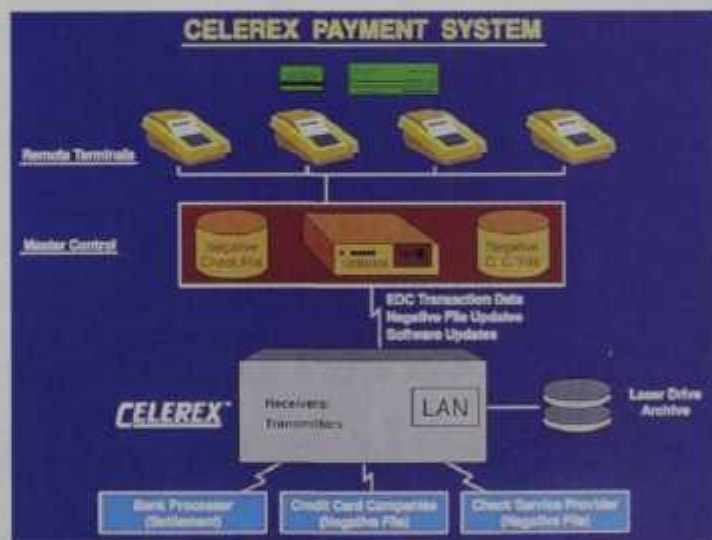 CELEREX PAYMENT SYSTEM
Remote Terminals
Master Control
Negative
Check File
Negative
C. C. File
EDC Transaction Data
Negative File Updates
Software Updates
CELEREX™
Receivers:
Transmitters
LAN
Laser Drive
Archive
Bank Processor
(Settlement)
Credit Card Companies
(Negative File)
Check Service Provider
(Negative File)